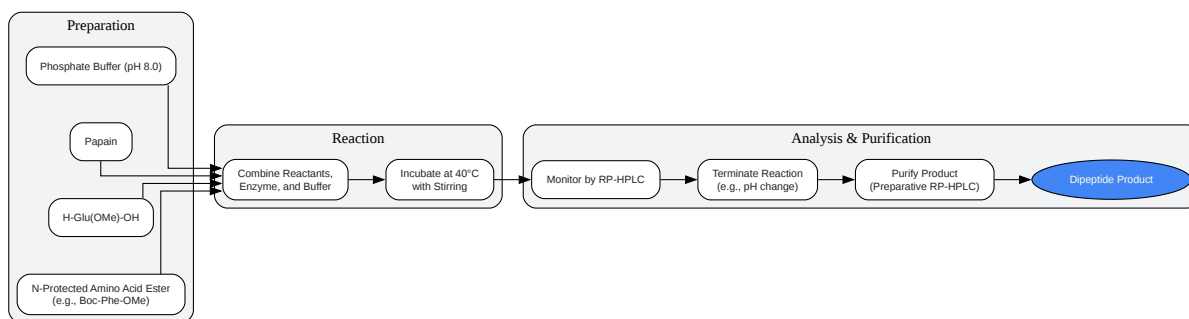 Preparation
Phosphate Buffer (pH 8.0)
Papain
H-Glu(OMe)-OH
N-Protected Amino Acid Ester
(e.g., Boc-Phe-OMe)
Reaction
Combine Reactants,
Enzyme, and Buffer
Incubate at 40°C
with Stirring
Analysis & Purification
Monitor by RP-HPLC
Terminate Reaction
(e.g., pH change)
Purify Product
(Preparative RP-HPLC)
Dipeptide Product